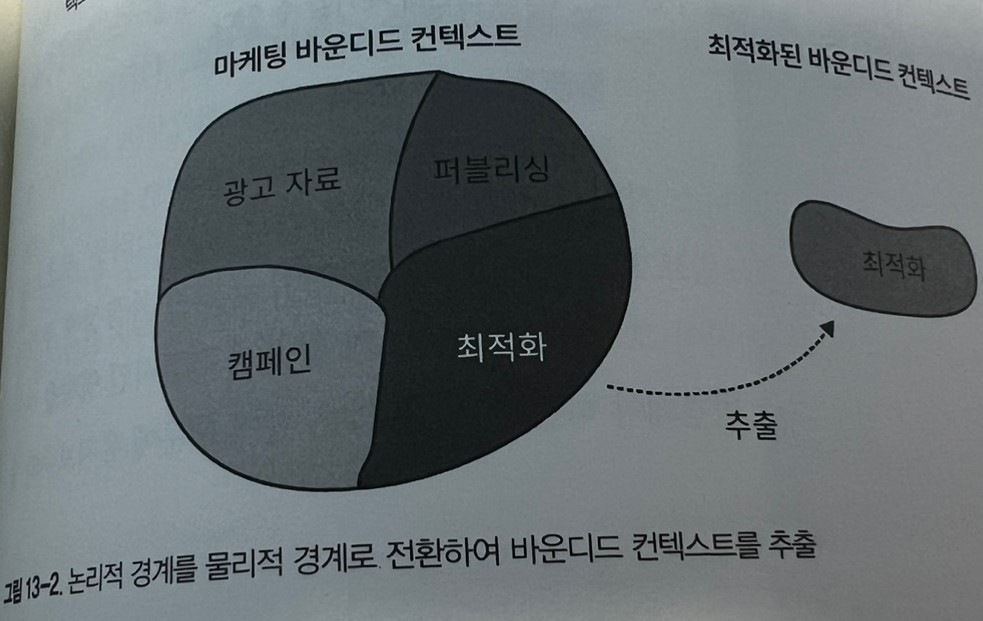 마케팅 바운디드 컨텍스트
최적화된 바운디드 컨텍스트
광고 자료
퍼블리싱
최적화
캠페인
최적화
추출
그림 13-2. 논리적 경계를 물리적 경계로 전환하여 바운디드 컨텍스트를 추출